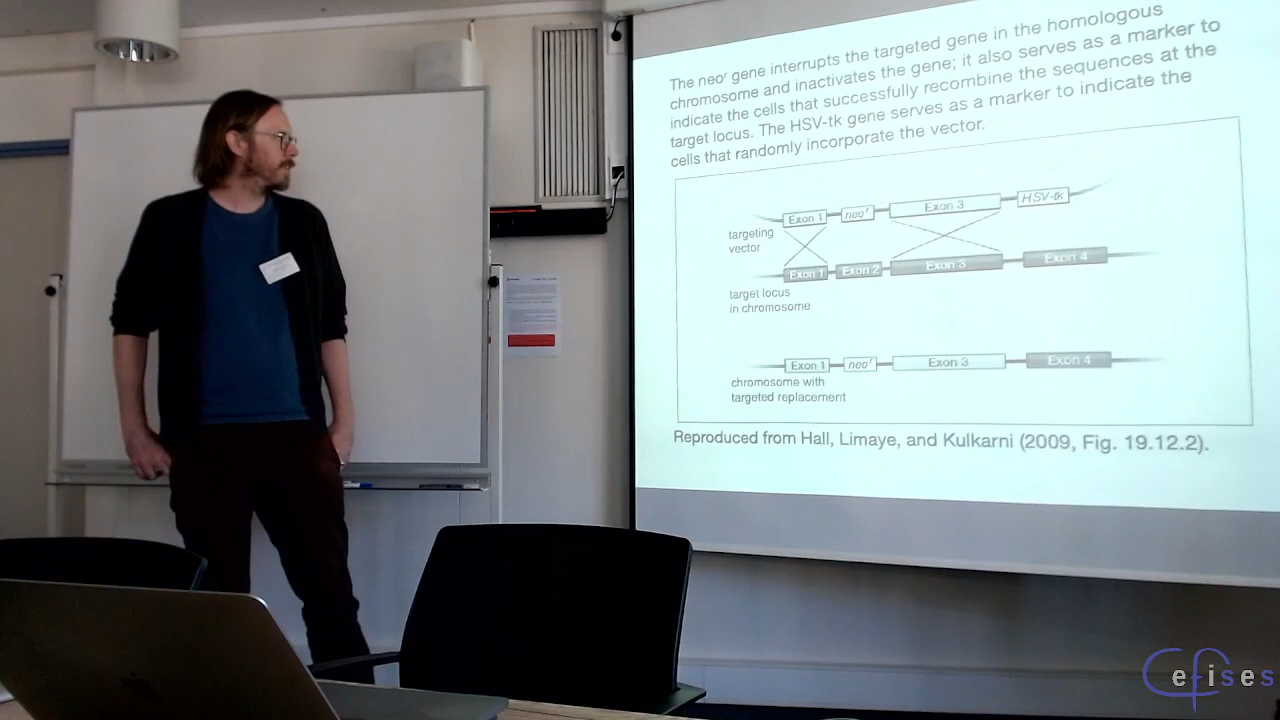 The neoʳ gene interrupts the targeted gene in the homologous
chromosome and inactivates the gene; it also serves as a marker to
indicate the cells that successfully recombine the sequences at the
target locus. The HSV-tk gene serves as a marker to indicate the
cells that randomly incorporate the vector.
Exon 1 neoʳ Exon 3 HSV-tk
targeting
vector
Exon 1 Exon 2 Exon 3 Exon 4
target locus
in chromosome
Exon 1 neoʳ Exon 3 Exon 4
chromosome with
targeted replacement
Reproduced from Hall, Limaye, and Kulkarni (2009, Fig. 19.12.2).
Cefises